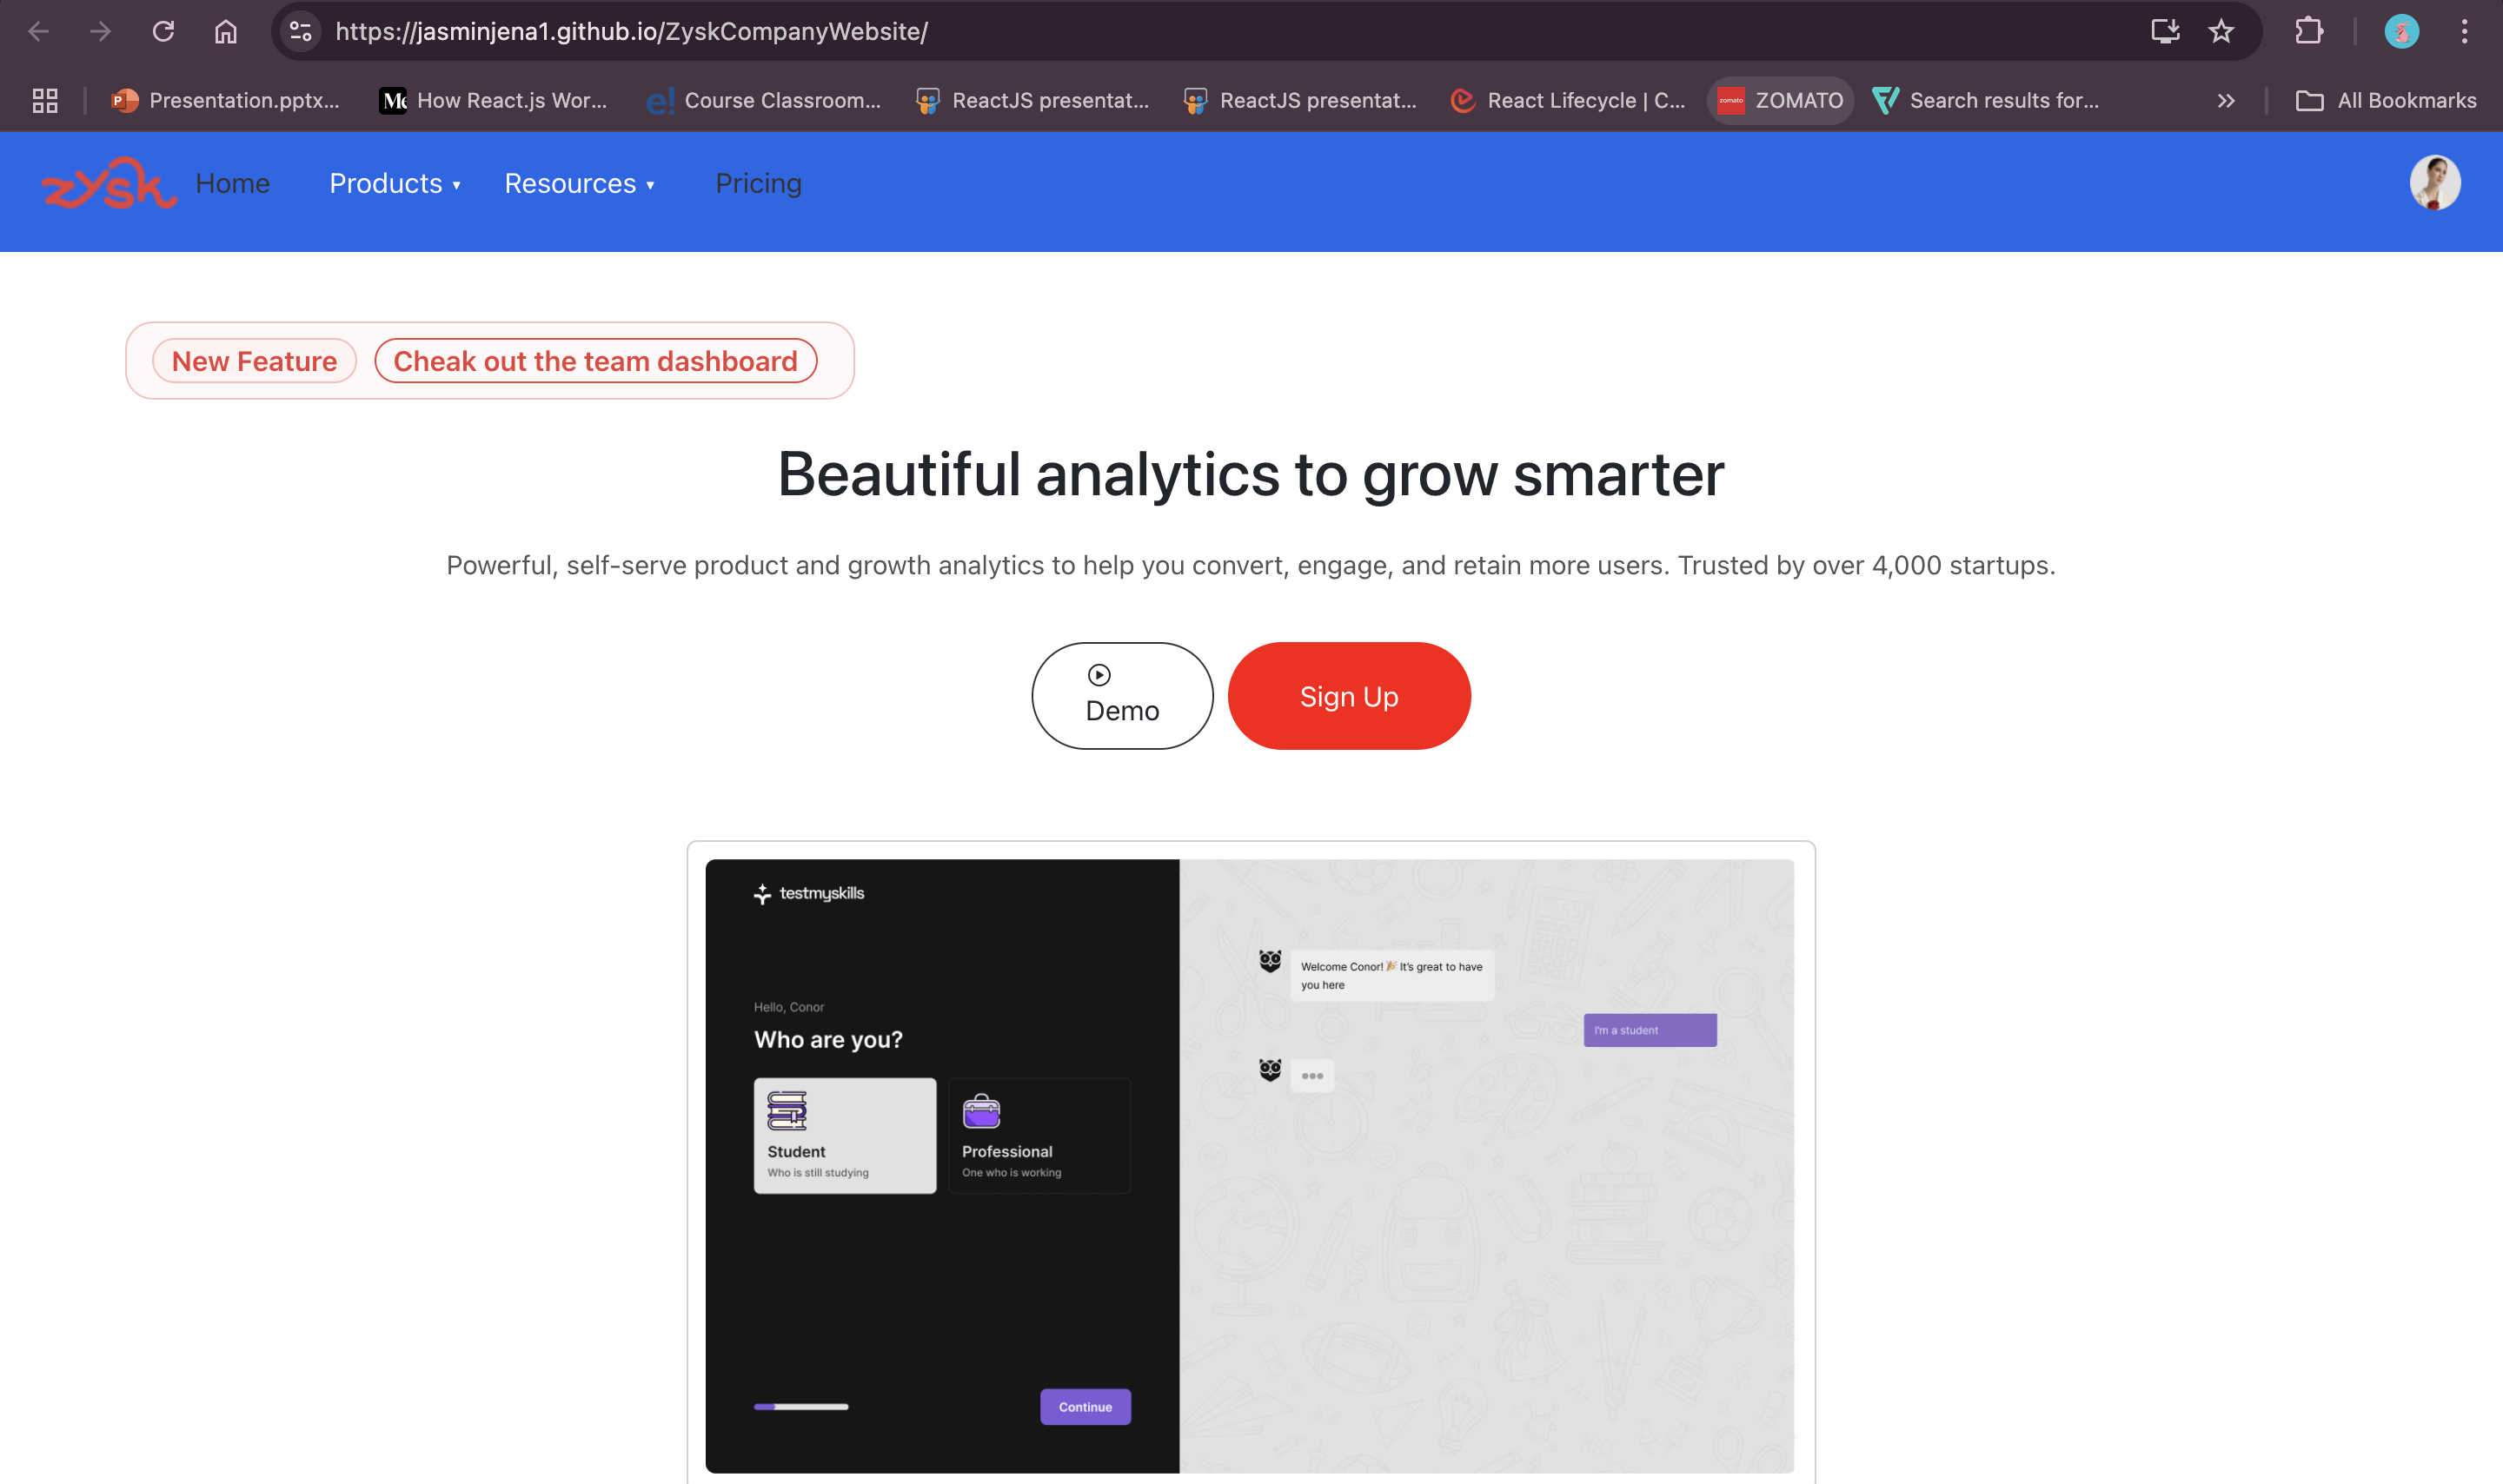 https://jasminjena1.github.io/ZyskCompanyWebsite/
Presentation.pptx... Me How React.js Wor... e! Course Classroom... ReactJS presentat... ReactJS presentat... React Lifecycle | C... zomato ZOMATO Search results for... All Bookmarks
zysk Home Products ▾ Resources ▾ Pricing
New Feature Cheak out the team dashboard
Beautiful analytics to grow smarter
Powerful, self-serve product and growth analytics to help you convert, engage, and retain more users. Trusted by over 4,000 startups.
Demo
Sign Up
testmyskills
Hello, Conor
Who are you?
Student
Who is still studying
Professional
One who is working
Continue
Welcome Conor! 🎉 It's great to have
you here
I'm a student